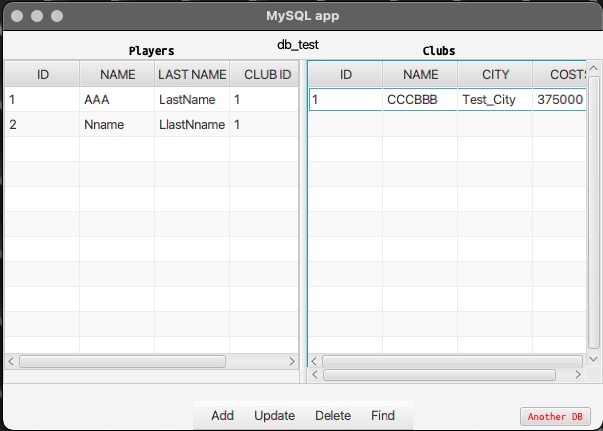 MySQL app
db_test
Players
Clubs
ID NAME LAST NAME CLUB ID
1 AAA LastName 1
2 Nname LlastNname 1
ID NAME CITY COSTS
1 CCCBBB Test_City 375000
Add Update Delete Find
Another DB